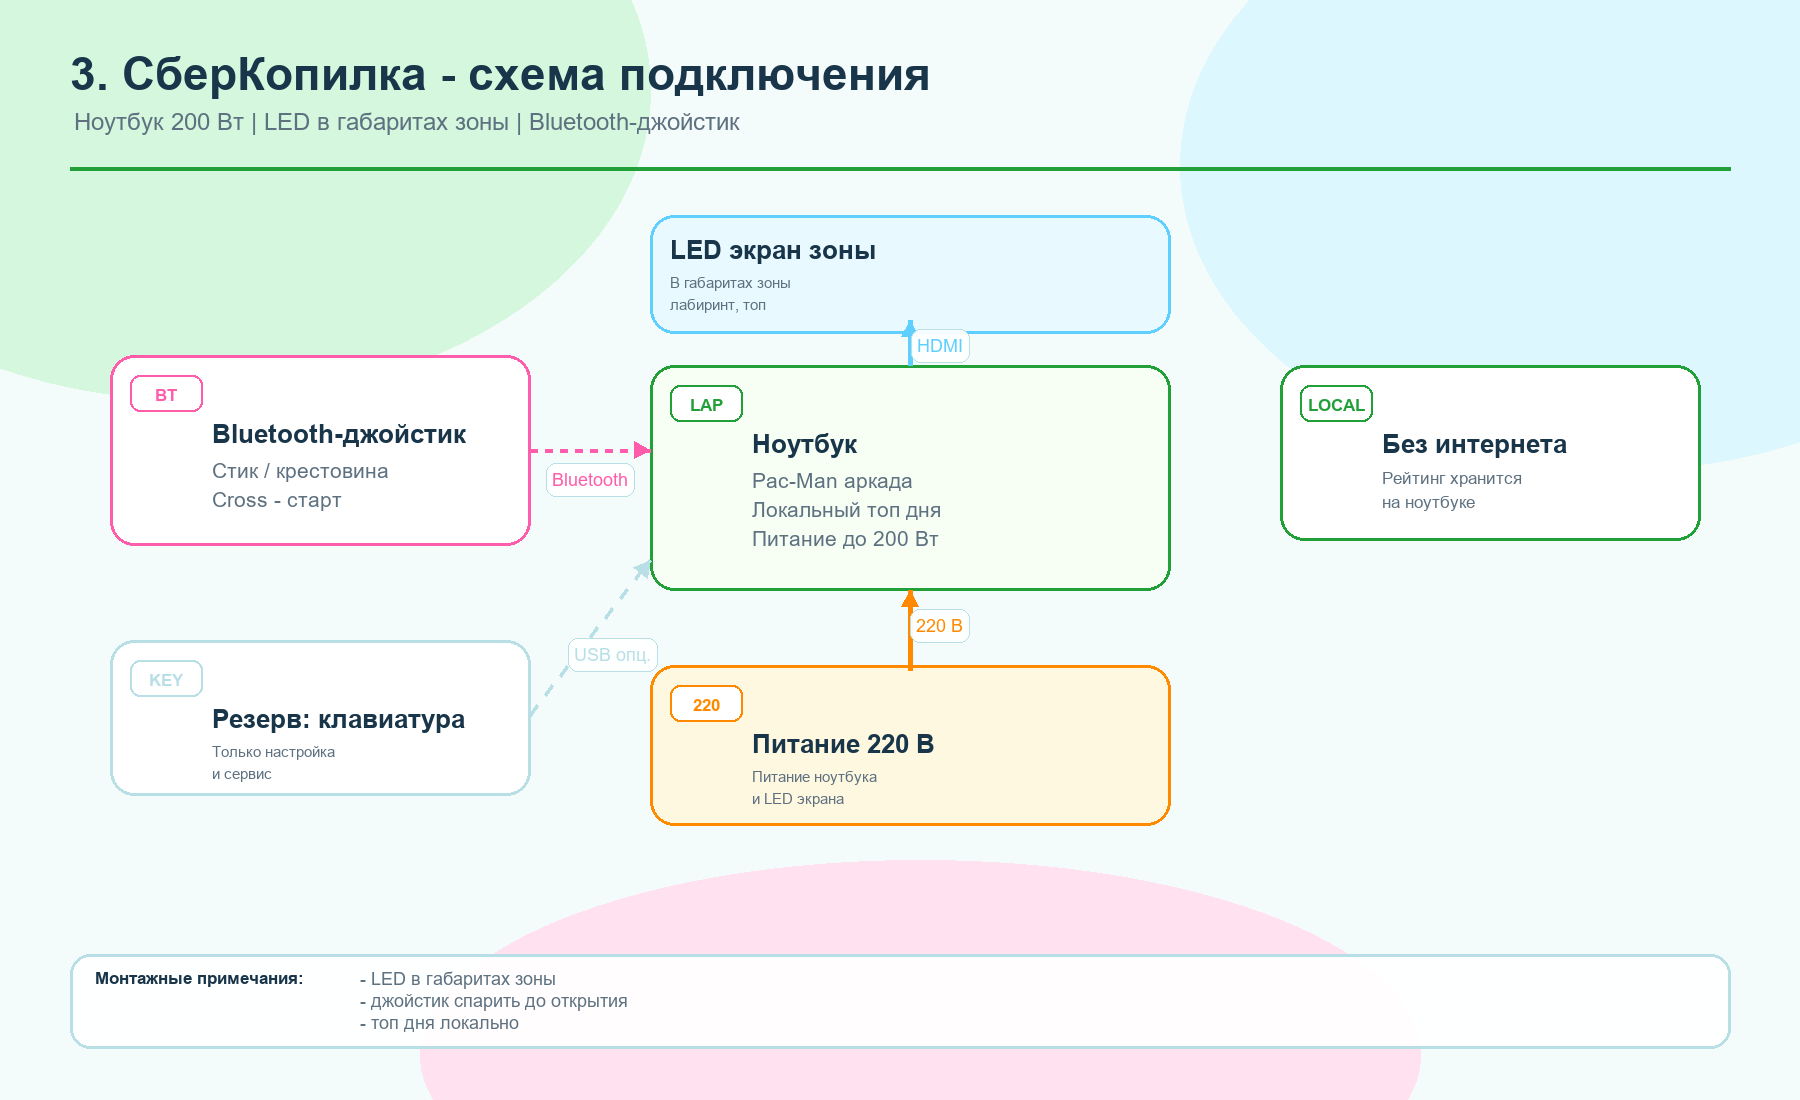 3. СберКопилка - схема подключения
Ноутбук 200 Вт | LED в габаритах зоны | Bluetooth-джойстик
LED экран зоны
В габаритах зоны
лабиринт, топ
HDMI
BT
Bluetooth-джойстик
Стик / крестовина
Cross - старт
Bluetooth
LAP
Ноутбук
Pac-Man аркада
Локальный топ дня
Питание до 200 Вт
LOCAL
Без интернета
Рейтинг хранится
на ноутбуке
220 В
USB опц.
KEY
Резерв: клавиатура
Только настройка
и сервис
220
Питание 220 В
Питание ноутбука
и LED экрана
Монтажные примечания:
- LED в габаритах зоны
- джойстик спарить до открытия
- топ дня локально